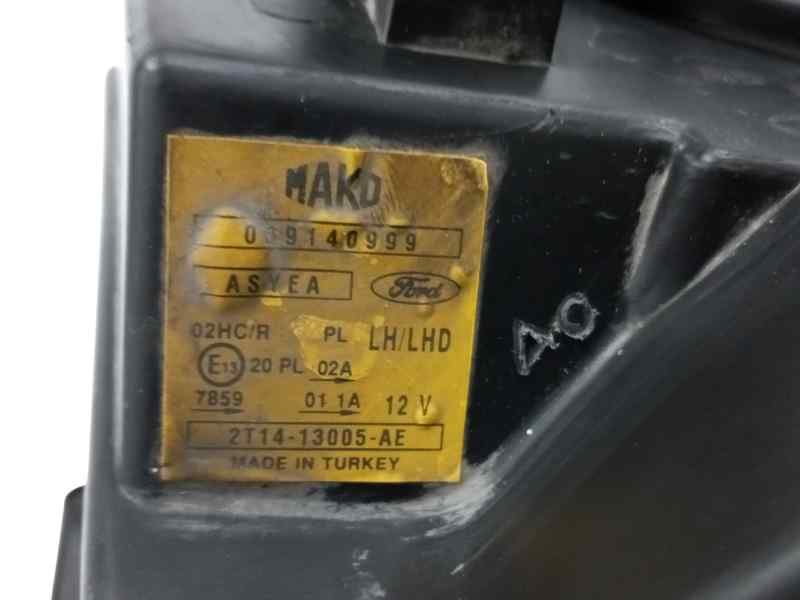 MAKO
039140999
ASYEA Ford
02HC/R PL LH/LHD
E13 20 PL 02A
7859 01 1A 12 V
2T14-13005-AE
MADE IN TURKEY